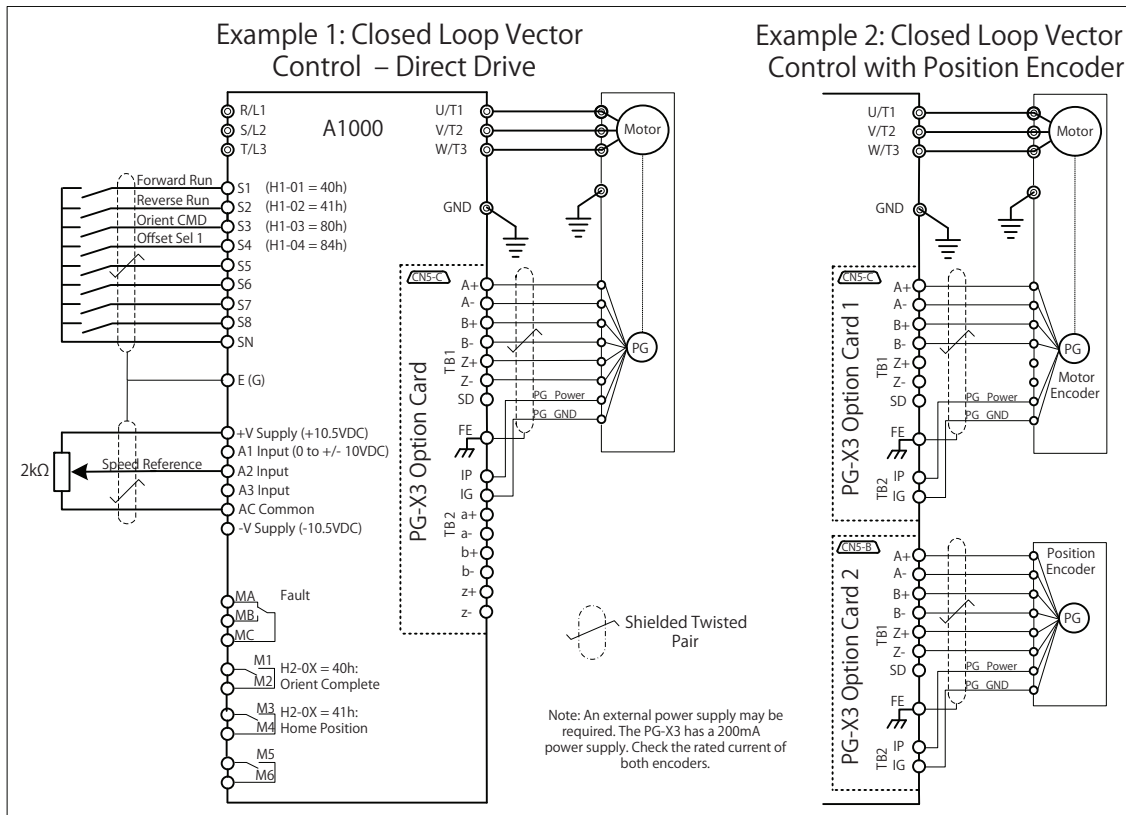 Example 1: Closed Loop Vector
Control – Direct Drive
R/L1
S/L2
T/L3
A1000
U/T1
V/T2
W/T3
Motor
Forward Run
S1 (H1-01 = 40h)
Reverse Run
S2 (H1-02 = 41h)
Orient CMD
S3 (H1-03 = 80h)
Offset Sel 1
S4 (H1-04 = 84h)
S5
S6
S7
S8
SN
E (G)
GND
+V Supply (+10.5VDC)
A1 Input (0 to +/- 10VDC)
2kΩ
Speed Reference
A2 Input
A3 Input
AC Common
-V Supply (-10.5VDC)
MA
Fault
MB
MC
M1
H2-0X = 40h:
M2
Orient Complete
M3
H2-0X = 41h:
M4
Home Position
M5
M6
PG-X3 Option Card
CN5-C
A+
A-
B+
B-
TB1
Z+
Z-
SD
PG Power
PG GND
FE
IP
IG
TB2
a+
a-
b+
b-
z+
z-
PG
Shielded Twisted
Pair
Note: An external power supply may be
required. The PG-X3 has a 200mA
power supply. Check the rated current of
both encoders.
Example 2: Closed Loop Vector
Control with Position Encoder
U/T1
V/T2
W/T3
Motor
GND
PG-X3 Option Card 1
CN5-C
A+
A-
B+
B-
TB1
Z+
Z-
SD
PG Power
PG GND
FE
TB2
IP
IG
PG
Motor
Encoder
PG-X3 Option Card 2
CN5-B
A+
A-
B+
B-
TB1
Z+
Z-
SD
PG Power
PG GND
FE
TB2
IP
IG
Position
Encoder
PG